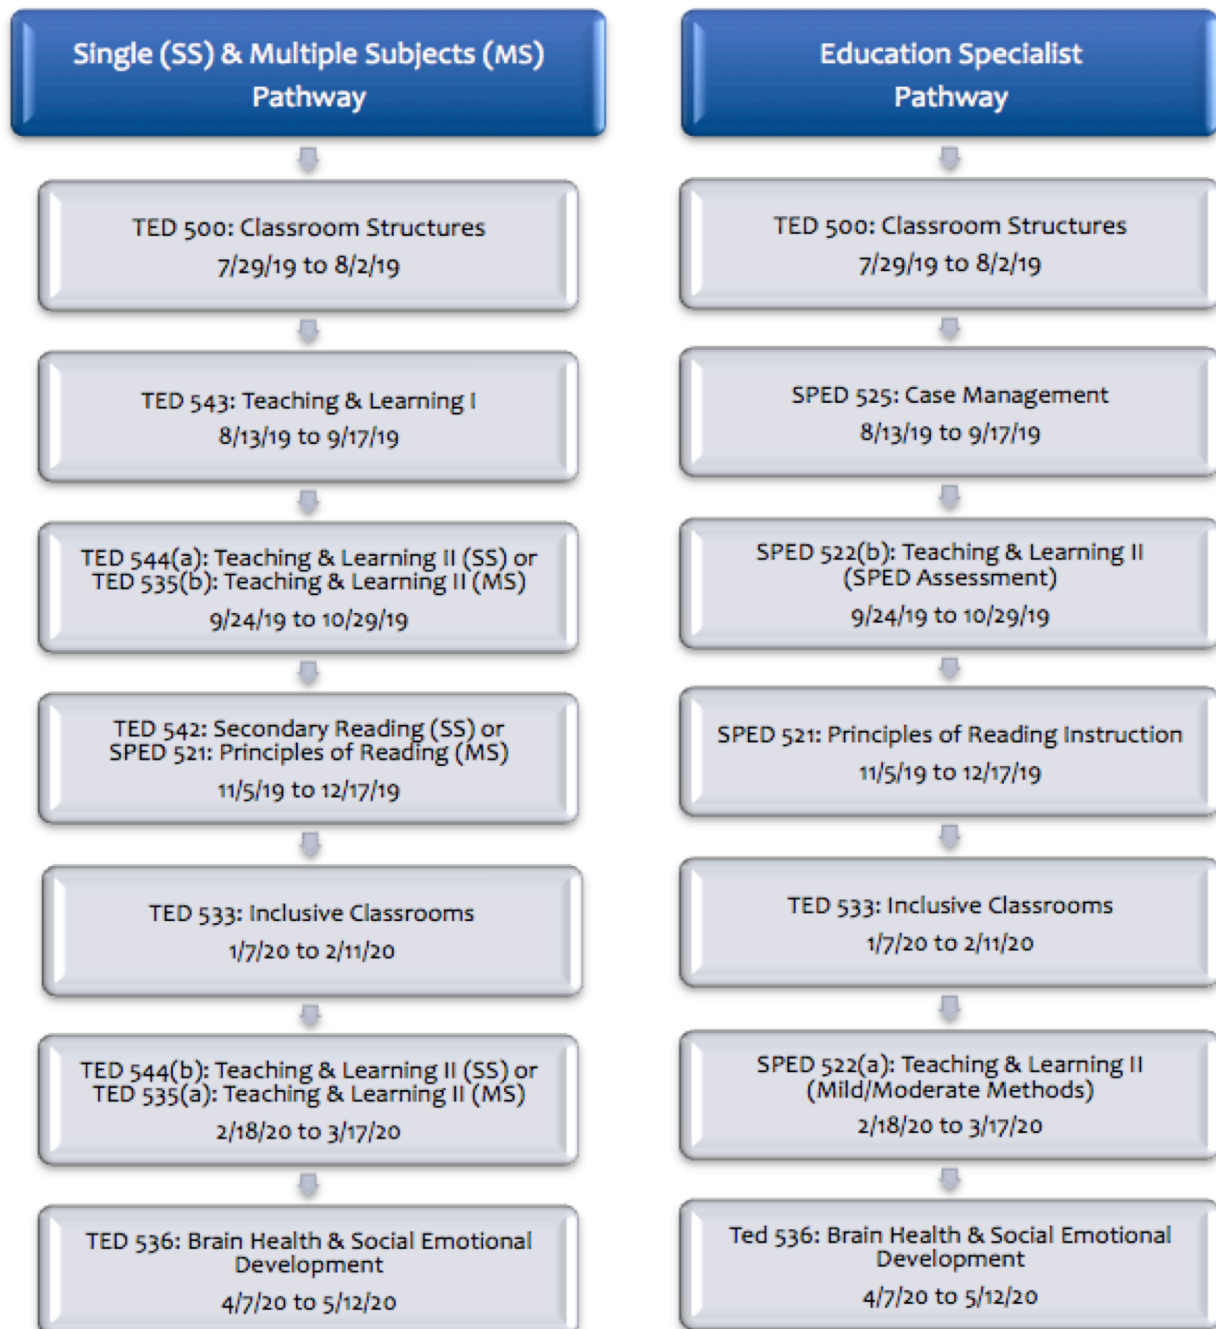 Single (SS) & Multiple Subjects (MS)
Pathway
TED 500: Classroom Structures
7/29/19 to 8/2/19
TED 543: Teaching & Learning I
8/13/19 to 9/17/19
TED 544(a): Teaching & Learning II (SS) or
TED 535(b): Teaching & Learning II (MS)
9/24/19 to 10/29/19
TED 542: Secondary Reading (SS) or
SPED 521: Principles of Reading (MS)
11/5/19 to 12/17/19
TED 533: Inclusive Classrooms
1/7/20 to 2/11/20
TED 544(b): Teaching & Learning II (SS) or
TED 535(a): Teaching & Learning II (MS)
2/18/20 to 3/17/20
TED 536: Brain Health & Social Emotional
Development
4/7/20 to 5/12/20
Education Specialist
Pathway
TED 500: Classroom Structures
7/29/19 to 8/2/19
SPED 525: Case Management
8/13/19 to 9/17/19
SPED 522(b): Teaching & Learning II
(SPED Assessment)
9/24/19 to 10/29/19
SPED 521: Principles of Reading Instruction
11/5/19 to 12/17/19
TED 533: Inclusive Classrooms
1/7/20 to 2/11/20
SPED 522(a): Teaching & Learning II
(Mild/Moderate Methods)
2/18/20 to 3/17/20
Ted 536: Brain Health & Social Emotional
Development
4/7/20 to 5/12/20